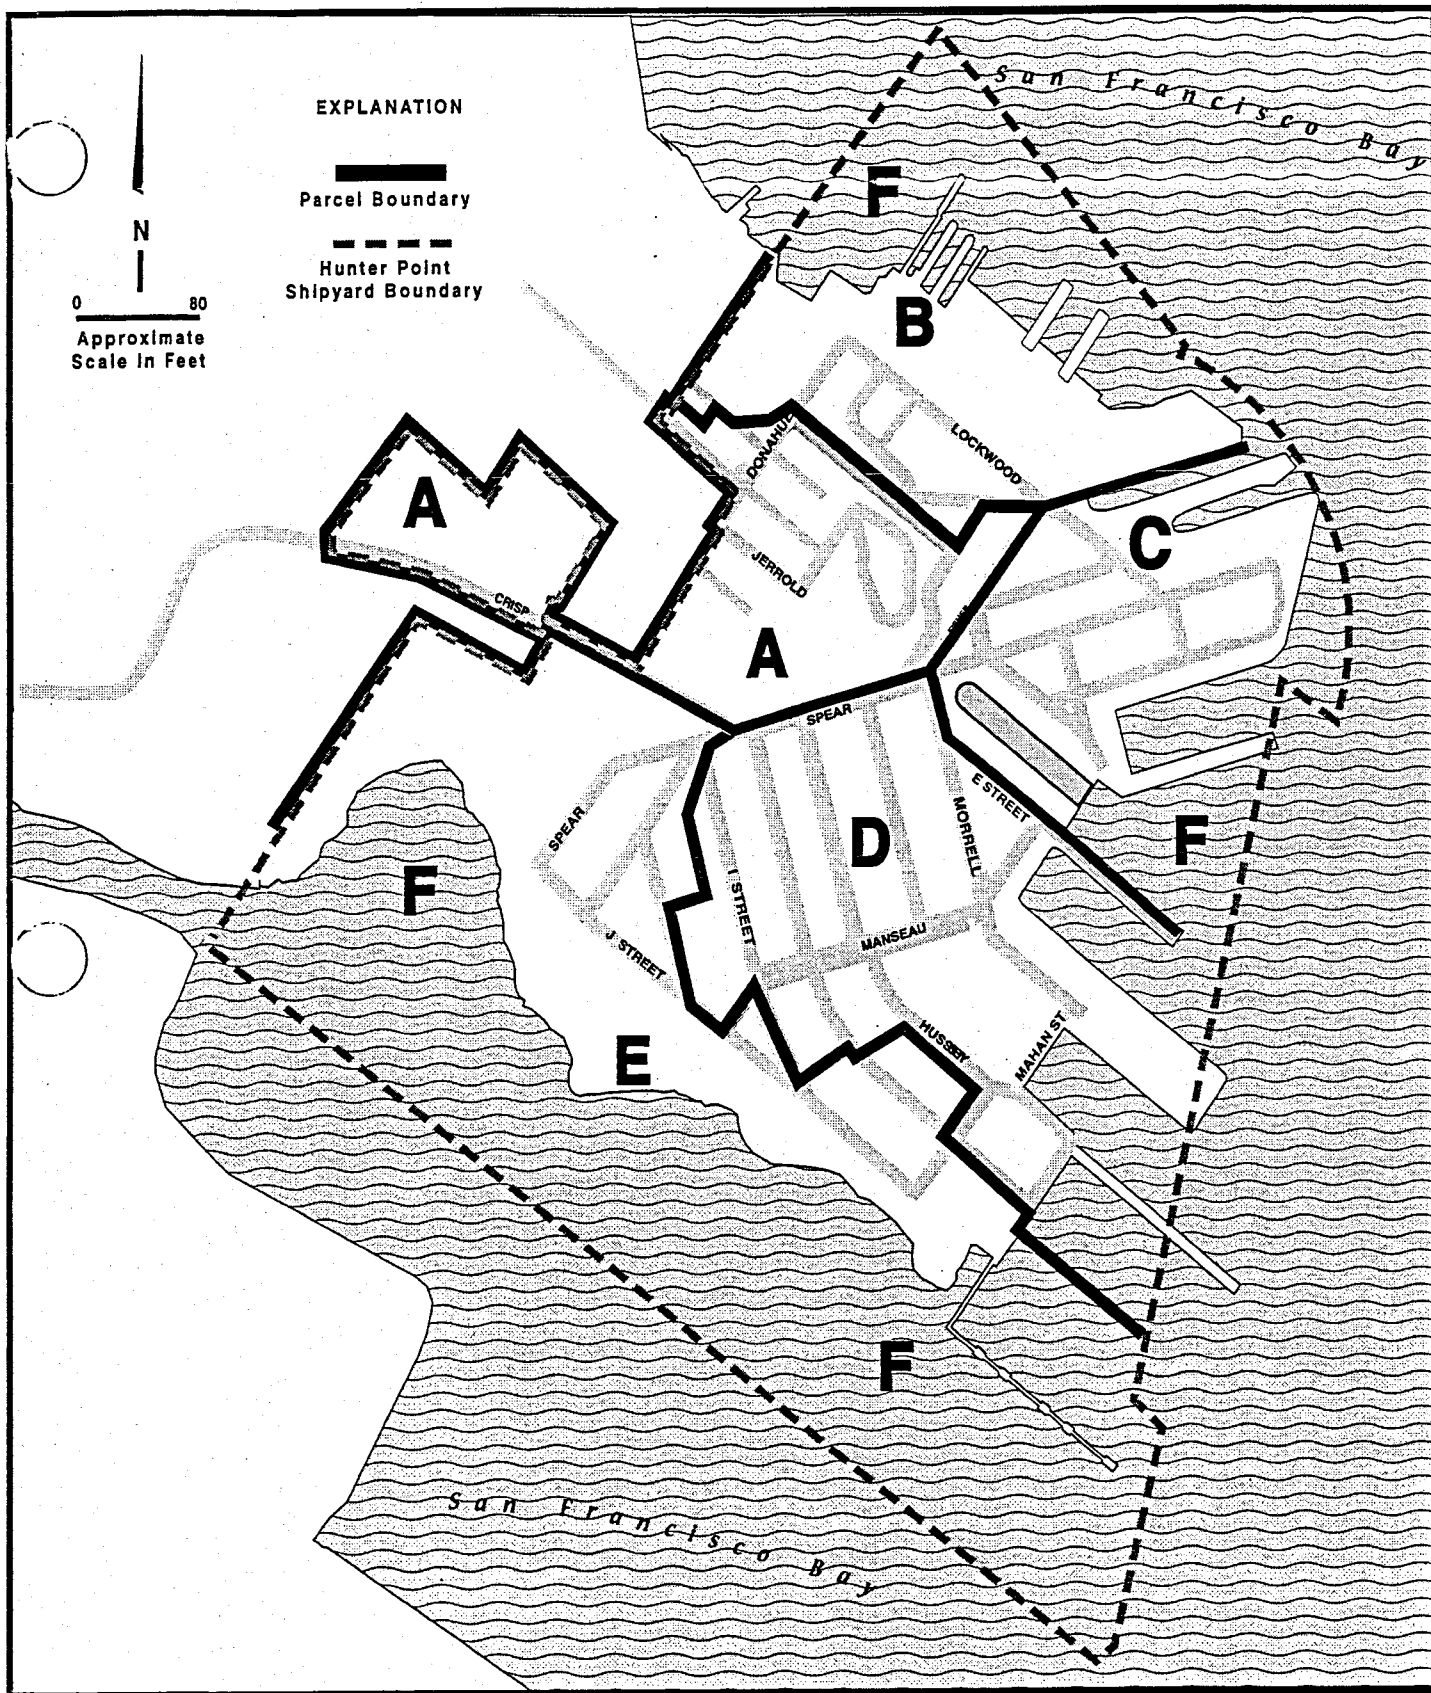 EXPLANATION
Parcel Boundary
Hunter Point
Shipyard Boundary
N
0 80
Approximate
Scale in Feet
San Francisco Bay
F
B
LOCKWOOD
DONAHUE
A
C
JERROLD
CRISP
A
SPEAR
E STREET
SPEAR
MORRELL
D
F
F
I STREET
MANSEAU
J STREET
HUSSEY
MAHAN ST
E
F
San Francisco Bay